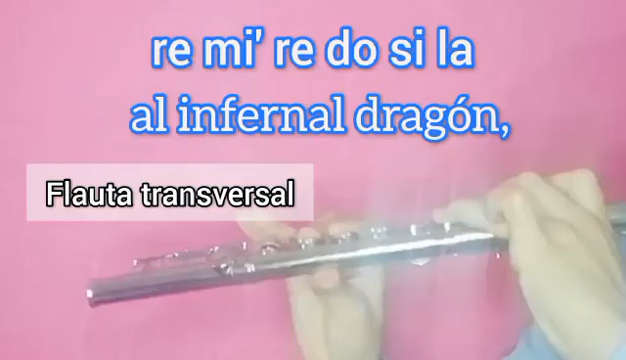 re mi' re do si la
al infernal dragón,
Flauta transversal